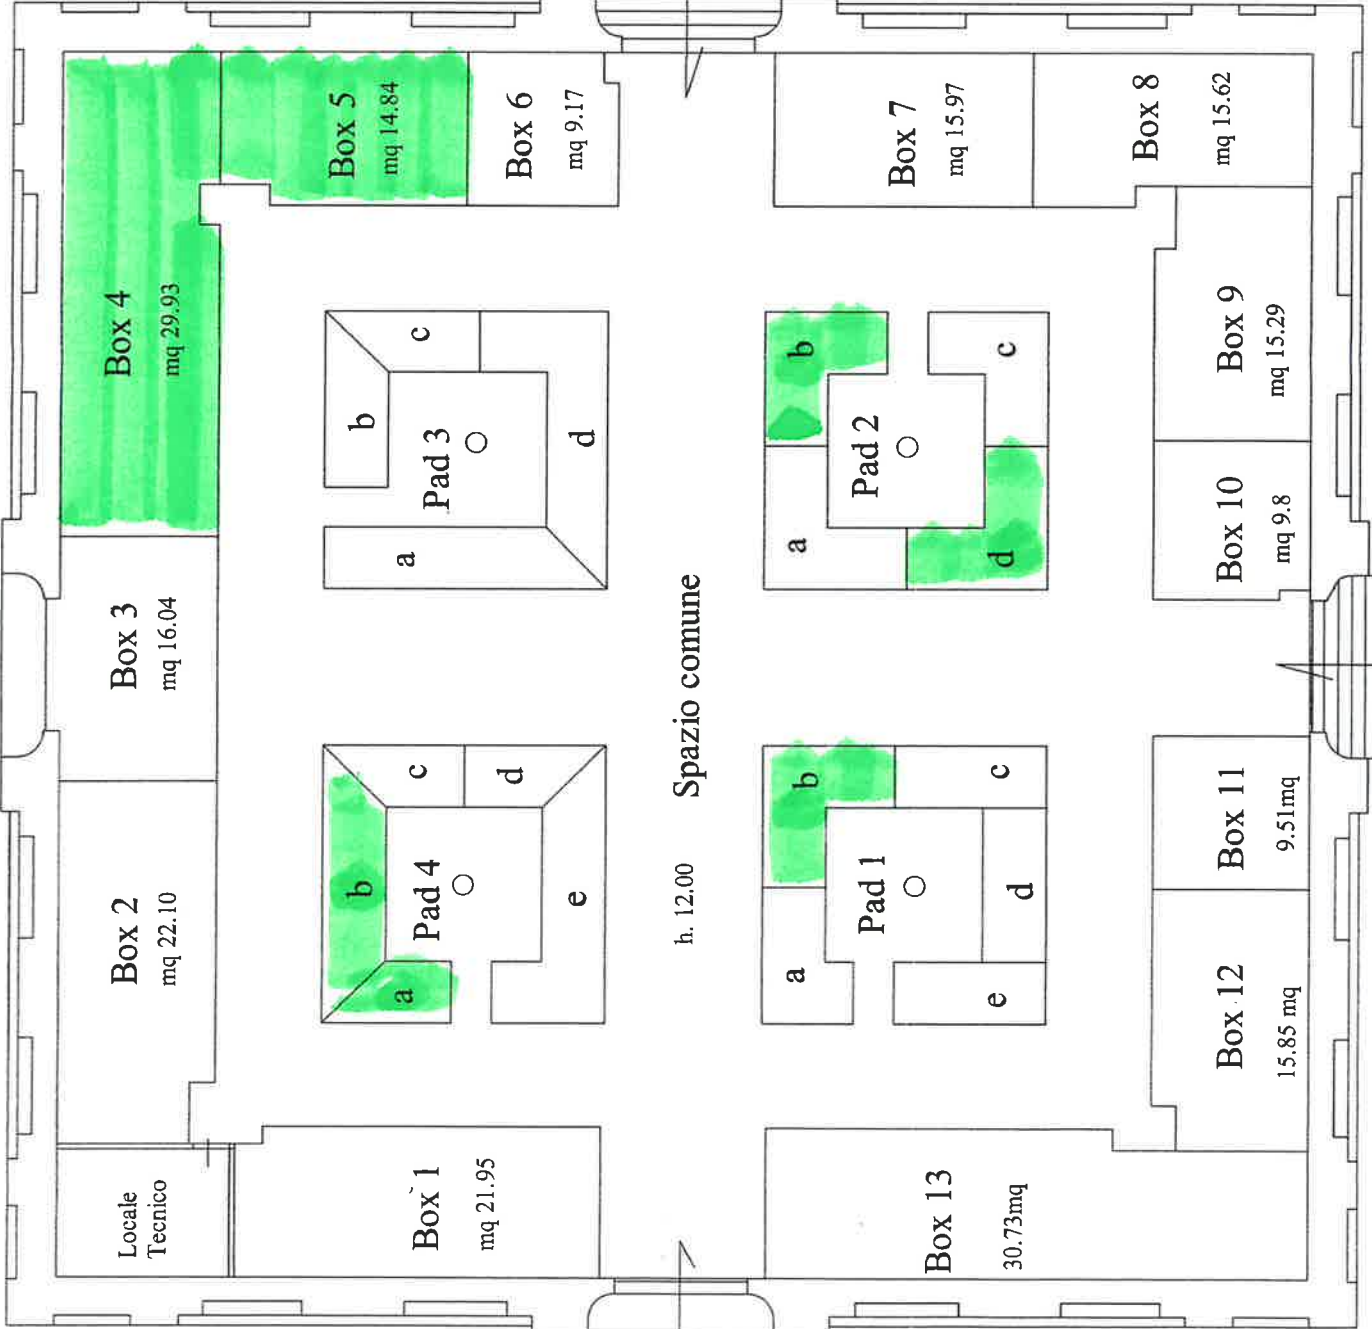 Box 4
mq 29.93
Box 5
mq 14.84
Box 6
mq 9.17
Box 7
mq 15.97
Box 8
mq 15.62
Box 3
mq 16.04
Box 2
mq 22.10
Locale
Tecnico
Box 1
mq 21.95
Pad 3
a
b
c
d
Pad 2
a
b
c
d
Pad 4
a
b
c
d
e
Pad 1
a
b
c
d
e
h. 12.00 Spazio comune
Box 9
mq 15.29
Box 10
mq 9.8
Box 11
9.51mq
Box 12
15.85 mq
Box 13
30.73mq